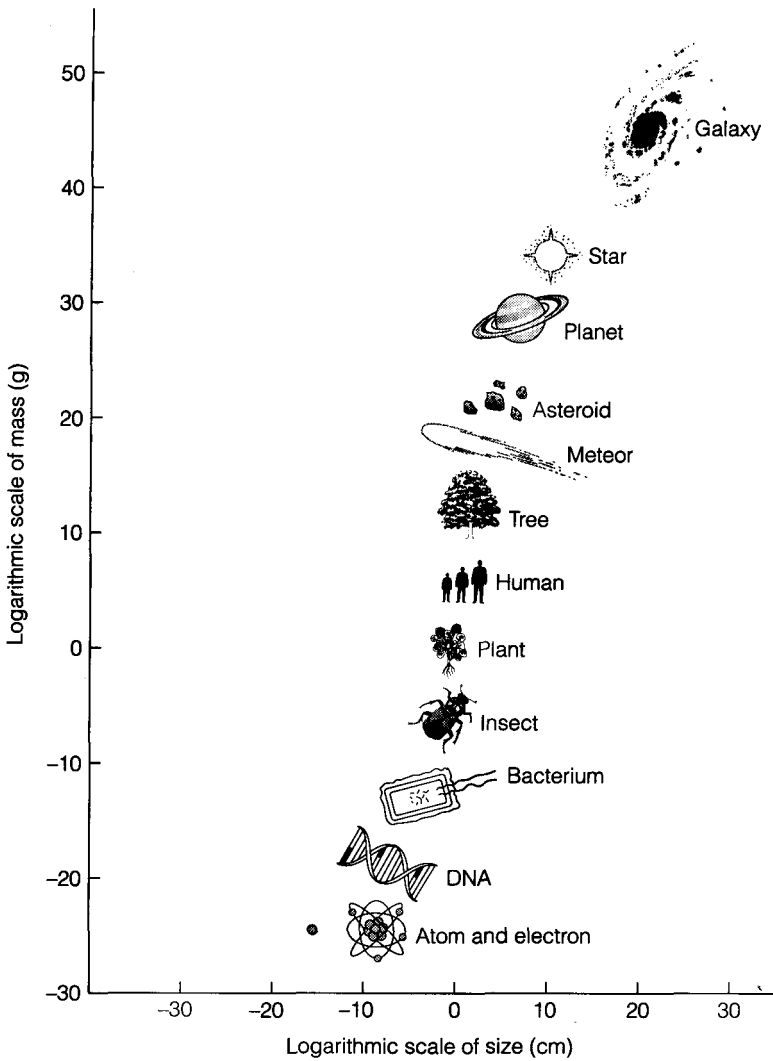 50
Galaxy
40
Star
30
Planet
Asteroid
20
Meteor
Tree
10
Human
0
Plant
Insect
−10
Bacterium
DNA
−20
Atom and electron
−30
−30 −20 −10 0 10 20 30
Logarithmic scale of size (cm)
Logarithmic scale of mass (g)